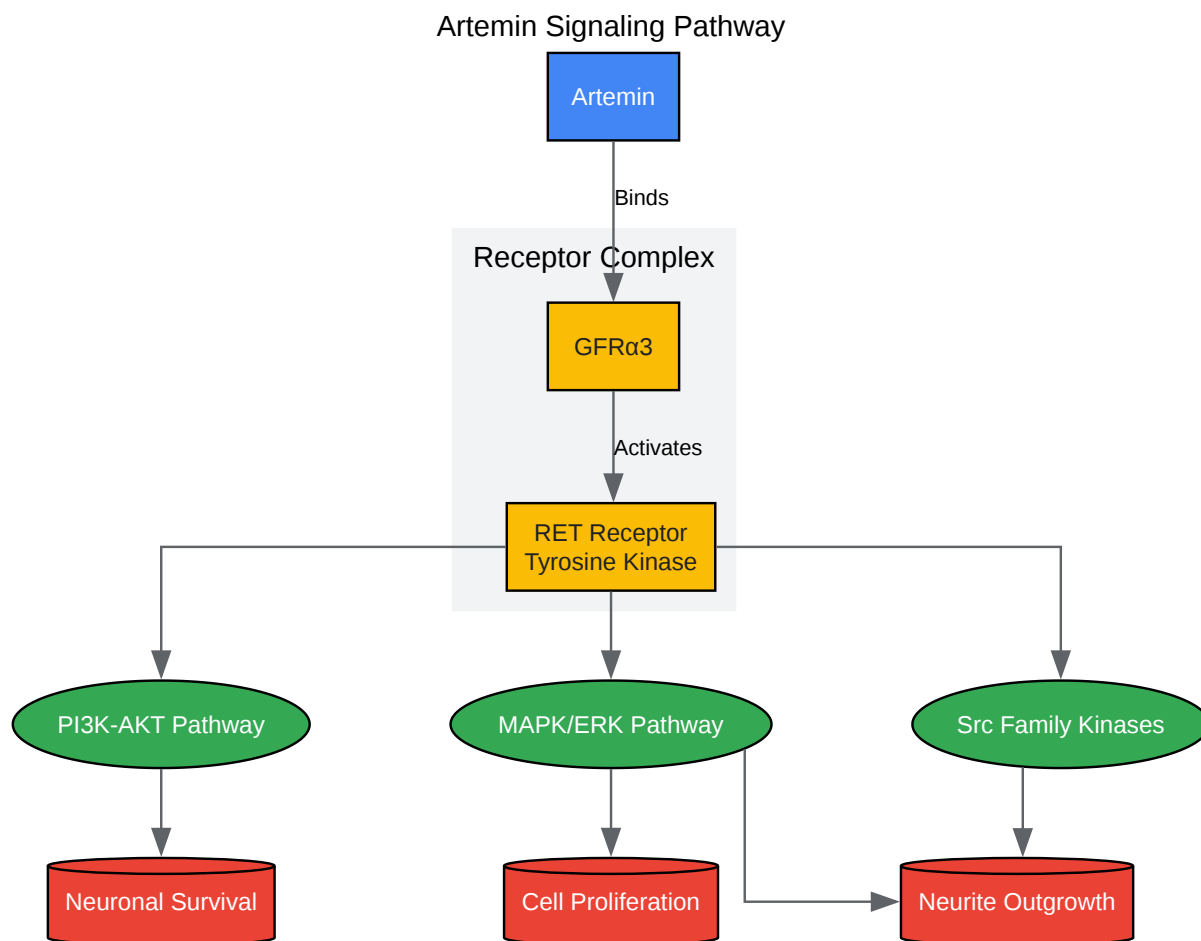 Artemin Signaling Pathway
Artemin
Binds
Receptor Complex
GFRα3
Activates
RET Receptor
Tyrosine Kinase
PI3K-AKT Pathway
MAPK/ERK Pathway
Src Family Kinases
Neuronal Survival
Cell Proliferation
Neurite Outgrowth